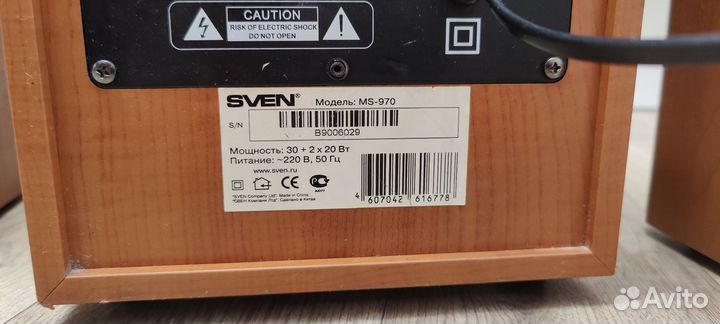 CAUTION
RISK OF ELECTRIC SHOCK
DO NOT OPEN
SVEN® Модель: MS-970
S/N
B9006029
Мощность: 30 + 2 x 20 Вт
Питание: ~220 В, 50 Гц
www.sven.ru
"SVEN Company Ltd". Made in China
"СВЕН Компани Лтд". Сделано в Китае
CE
АЯ77
4 607042 616778
Avito